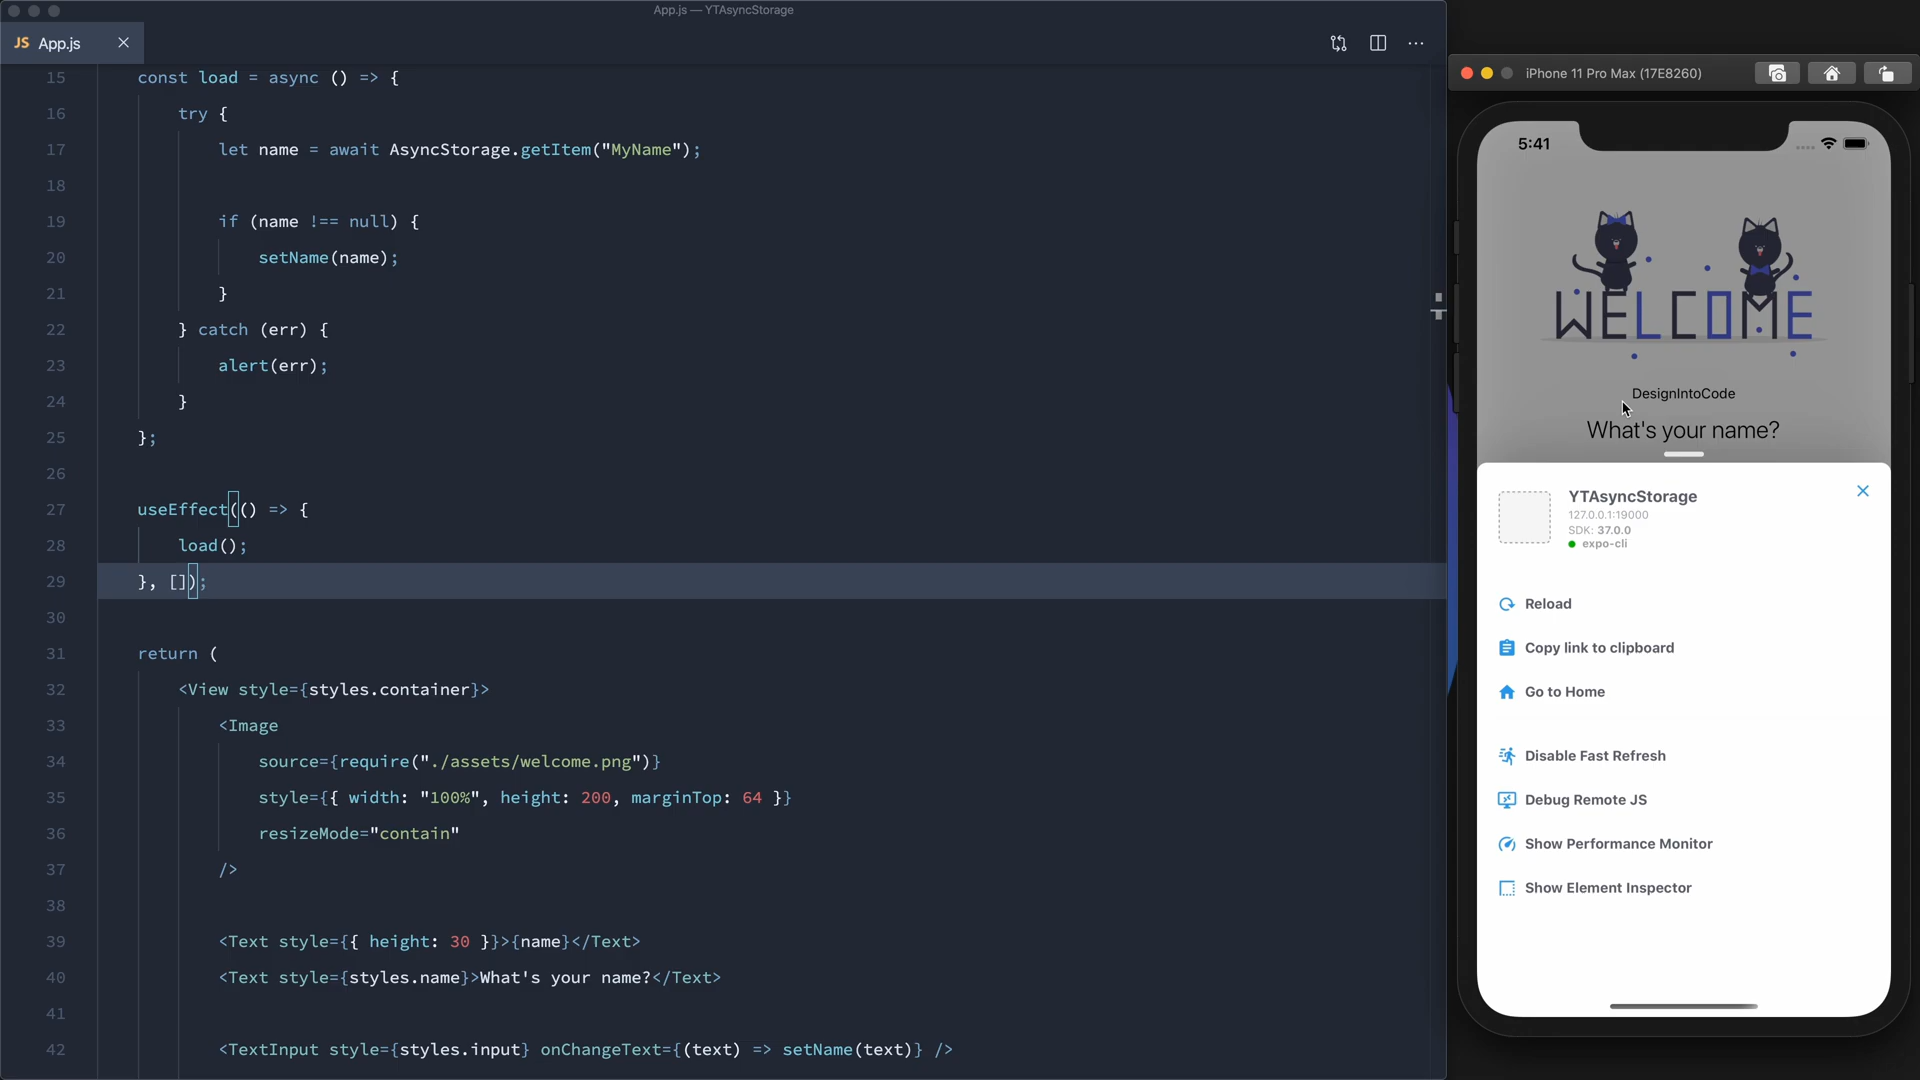 App.js — YTAsyncStorage
JS App.js
15 const load = async () => {
16 try {
17 let name = await AsyncStorage.getItem("MyName");
18
19 if (name !== null) {
20 setName(name);
21 }
22 } catch (err) {
23 alert(err);
24 }
25 };
26
27 useEffect(() => {
28 load();
29 }, []);
30
31 return (
32 <View style={styles.container}>
33 <Image
34 source={require("./assets/welcome.png")}
35 style={{ width: "100%", height: 200, marginTop: 64 }}
36 resizeMode="contain"
37 />
38
39 <Text style={{ height: 30 }}>{name}</Text>
40 <Text style={styles.name}>What's your name?</Text>
41
42 <TextInput style={styles.input} onChangeText={(text) => setName(text)} />
iPhone 11 Pro Max (17E8260)
5:41
WELCOME
DesignIntoCode
What's your name?
YTAsyncStorage
127.0.0.1:19000
SDK: 37.0.0
expo-cli
Reload
Copy link to clipboard
Go to Home
Disable Fast Refresh
Debug Remote JS
Show Performance Monitor
Show Element Inspector